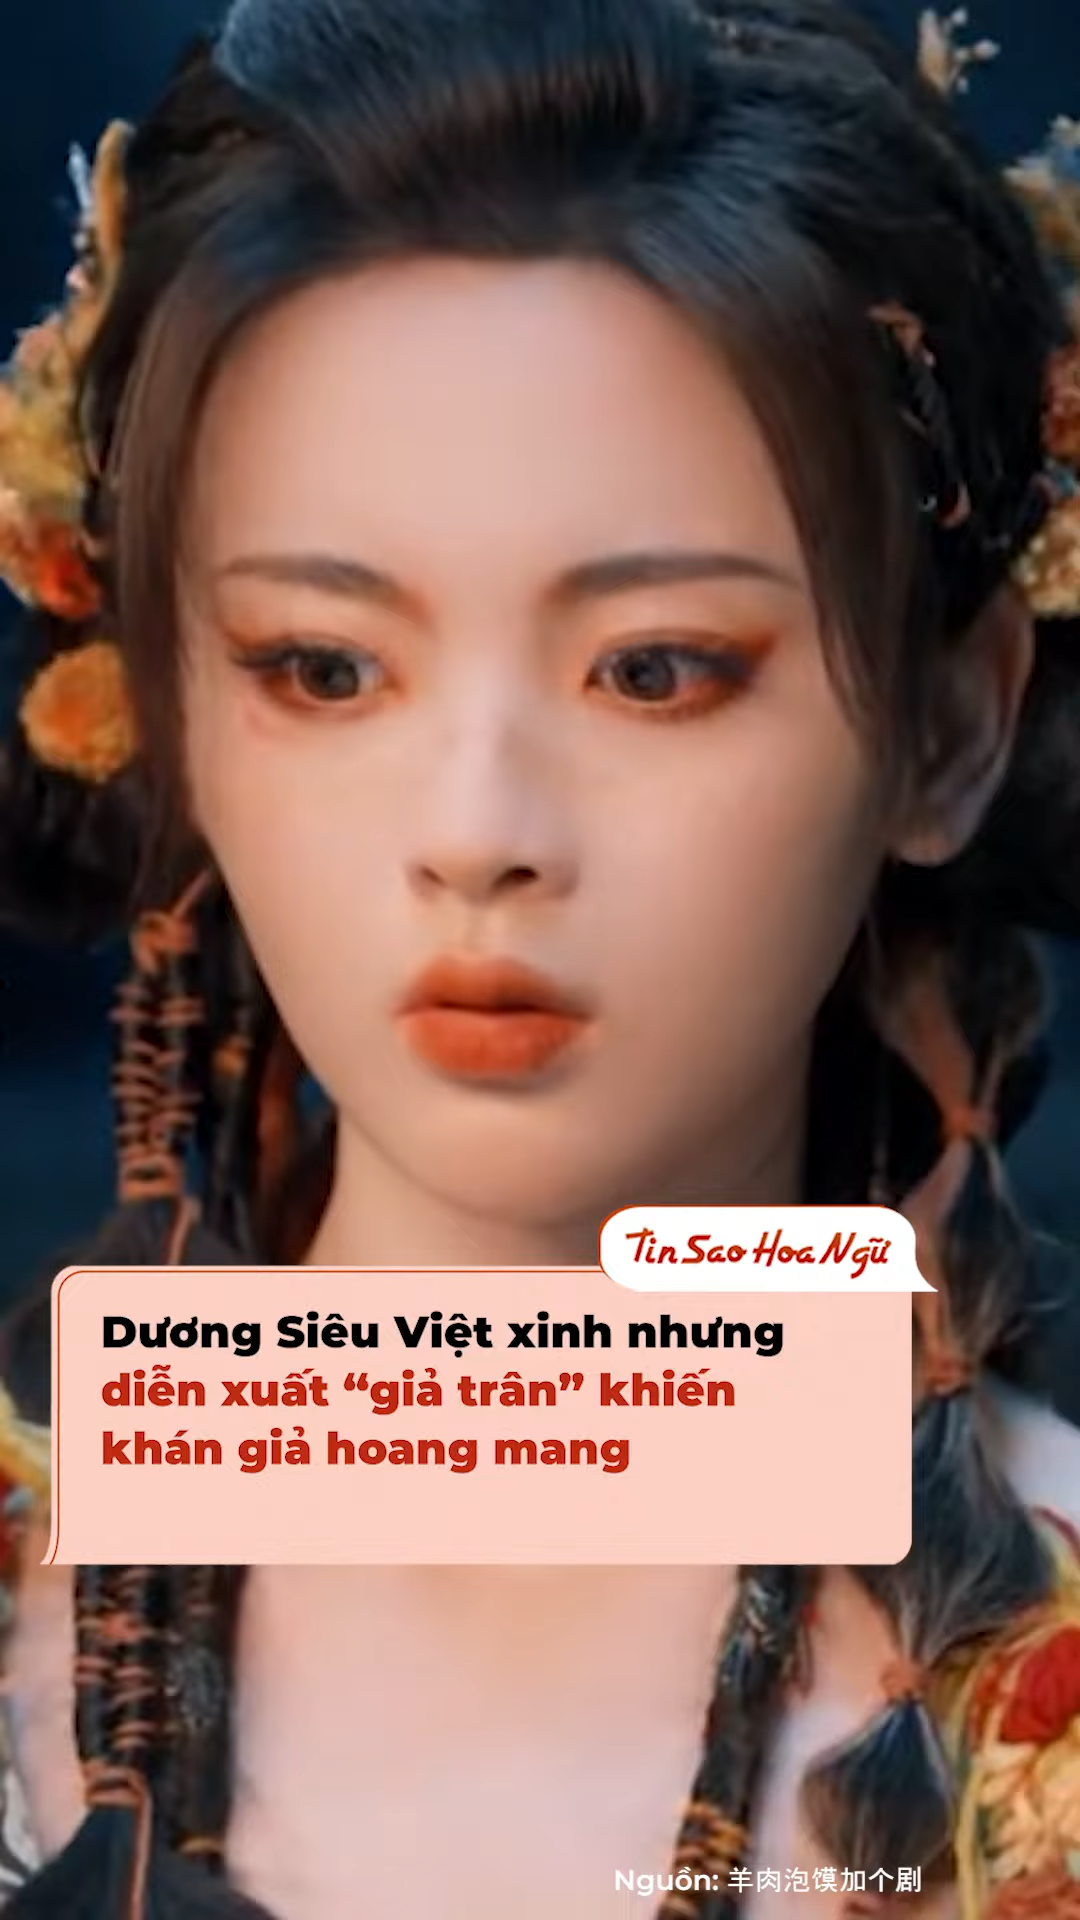 Tin Sao Hoa Ngữ
Dương Siêu Việt xinh nhưng
diễn xuất “giả trân” khiến
khán giả hoang mang
Nguồn: 羊肉泡馍加个剧